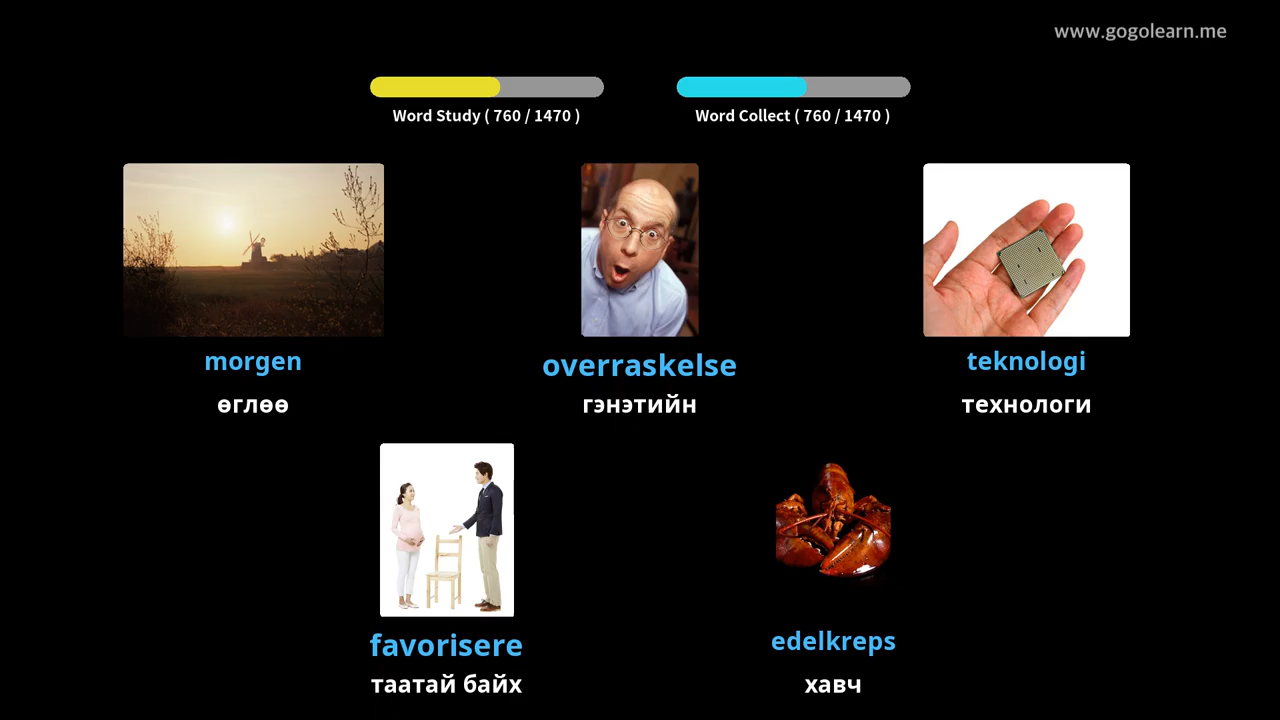 www.gogolearn.me
Word Study ( 760 / 1470 )
Word Collect ( 760 / 1470 )
morgen
overraskelse
teknologi
өглөө
гэнэтийн
технологи
favorisere
edelkreps
таатай байх
хавч